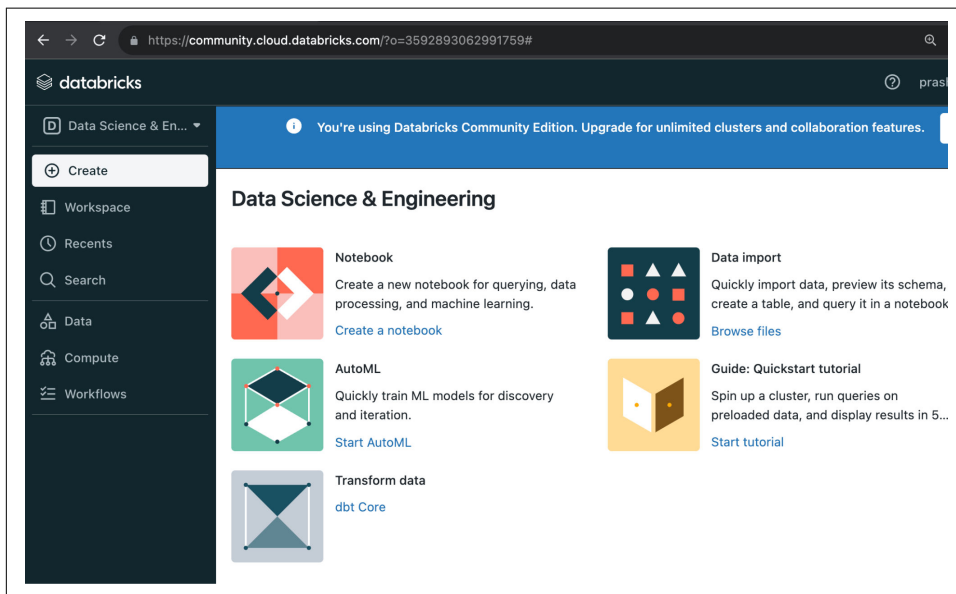 https://community.cloud.databricks.com/?o=3592893062991759#
databricks
Data Science & En...
You're using Databricks Community Edition. Upgrade for unlimited clusters and collaboration features.
Create
Workspace
Recents
Search
Data
Compute
Workflows
Data Science & Engineering
Notebook
Create a new notebook for querying, data
processing, and machine learning.
Create a notebook
Data import
Quickly import data, preview its schema,
create a table, and query it in a notebook
Browse files
AutoML
Quickly train ML models for discovery
and iteration.
Start AutoML
Guide: Quickstart tutorial
Spin up a cluster, run queries on
preloaded data, and display results in 5...
Start tutorial
Transform data
dbt Core